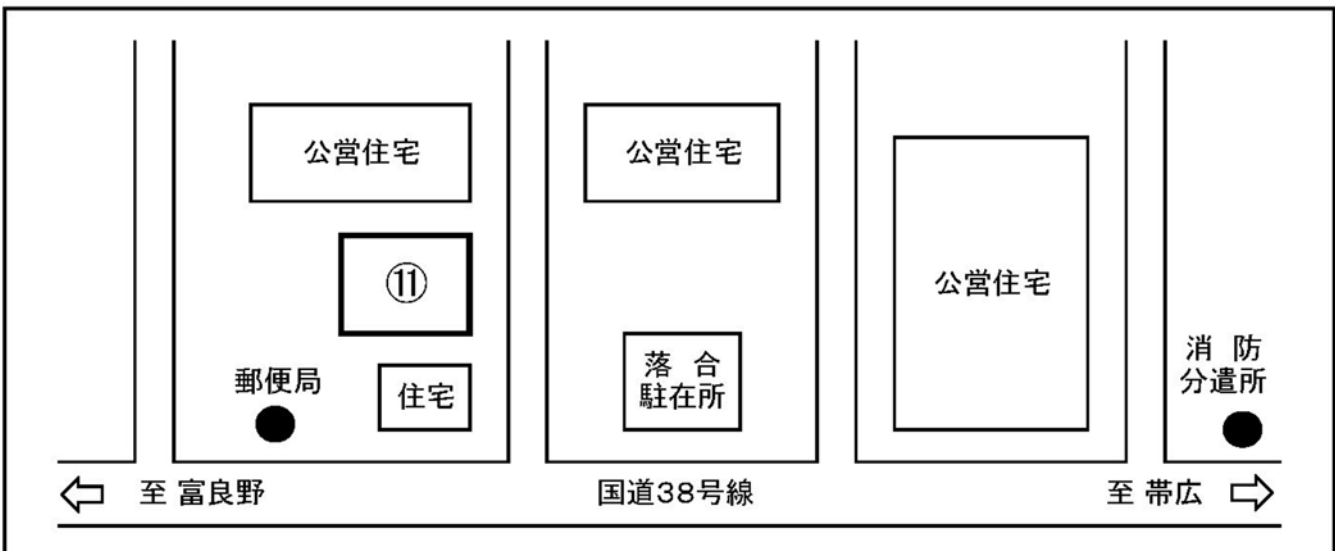 公営住宅
公営住宅
公営住宅
⑪
郵便局
住宅
落 合
駐在所
消 防
分遣所
至 富良野
国道38号線
至 帯広